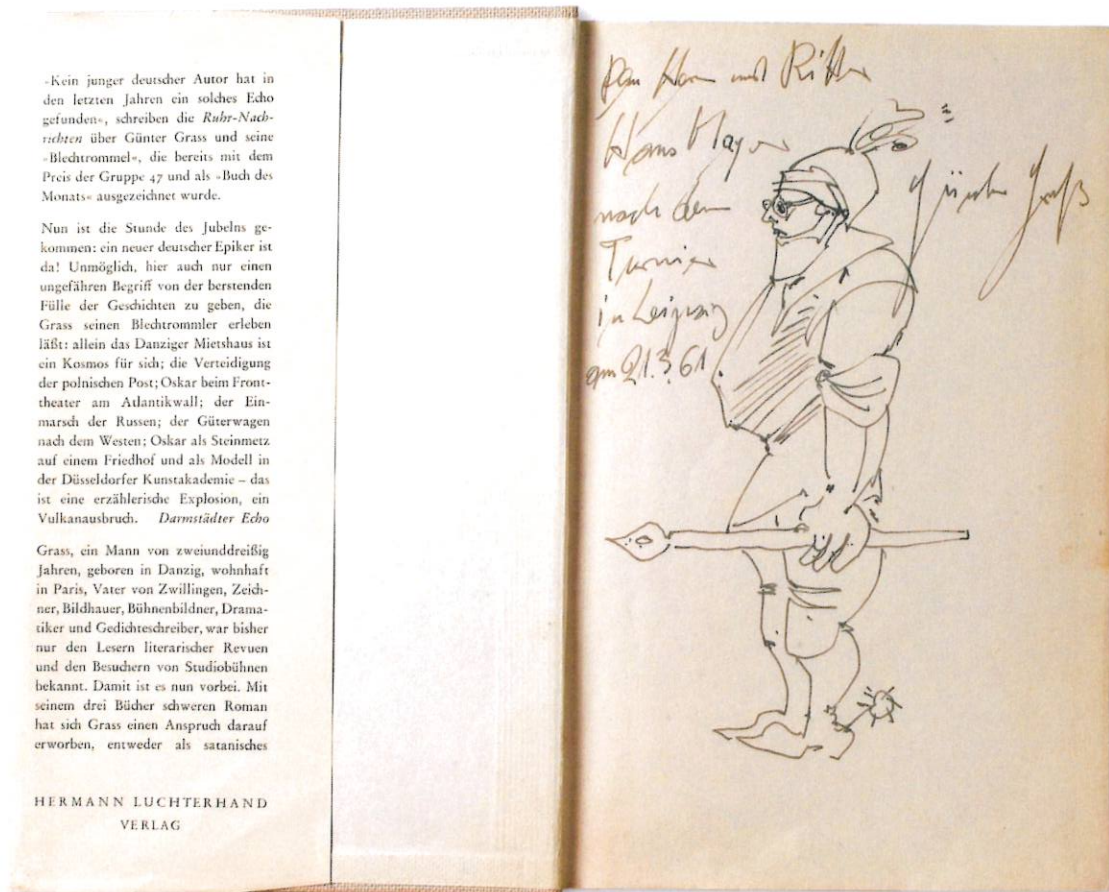 »Kein junger deutscher Autor hat in
den letzten Jahren ein solches Echo
gefunden«, schreiben die Ruhr-Nach-
richten über Günter Grass und seine
»Blechtrommel«, die bereits mit dem
Preis der Gruppe 47 und als »Buch des
Monats« ausgezeichnet wurde.
Nun ist die Stunde des Jubelns ge-
kommen: ein neuer deutscher Epiker ist
da! Unmöglich, hier auch nur einen
ungefähren Begriff von der berstenden
Fülle der Geschichten zu geben, die
Grass seinen Blechtrommler erleben
läßt: allein das Danziger Mietshaus ist
ein Kosmos für sich; die Verteidigung
der polnischen Post; Oskar beim Front-
theater am Atlantikwall; der Ein-
marsch der Russen; der Güterwagen
nach dem Westen; Oskar als Steinmetz
auf einem Friedhof und als Modell in
der Düsseldorfer Kunstakademie – das
ist eine erzählerische Explosion, ein
Vulkanausbruch. Darmstädter Echo
Grass, ein Mann von zweiunddreißig
Jahren, geboren in Danzig, wohnhaft
in Paris, Vater von Zwillingen, Zeich-
ner, Bildhauer, Bühnenbildner, Drama-
tiker und Gedichteschreiber, war bisher
nur den Lesern literarischer Revuen
und den Besuchern von Studiobühnen
bekannt. Damit ist es nun vorbei. Mit
seinem drei Bücher schweren Roman
hat sich Grass einen Anspruch darauf
erworben, entweder als satanisches
HERMANN LUCHTERHAND
VERLAG
Dem Herrn und Ritter
Hans Mayer
nach dem
Turnier
in Leipzig
am 21.3.61
Günter Graß